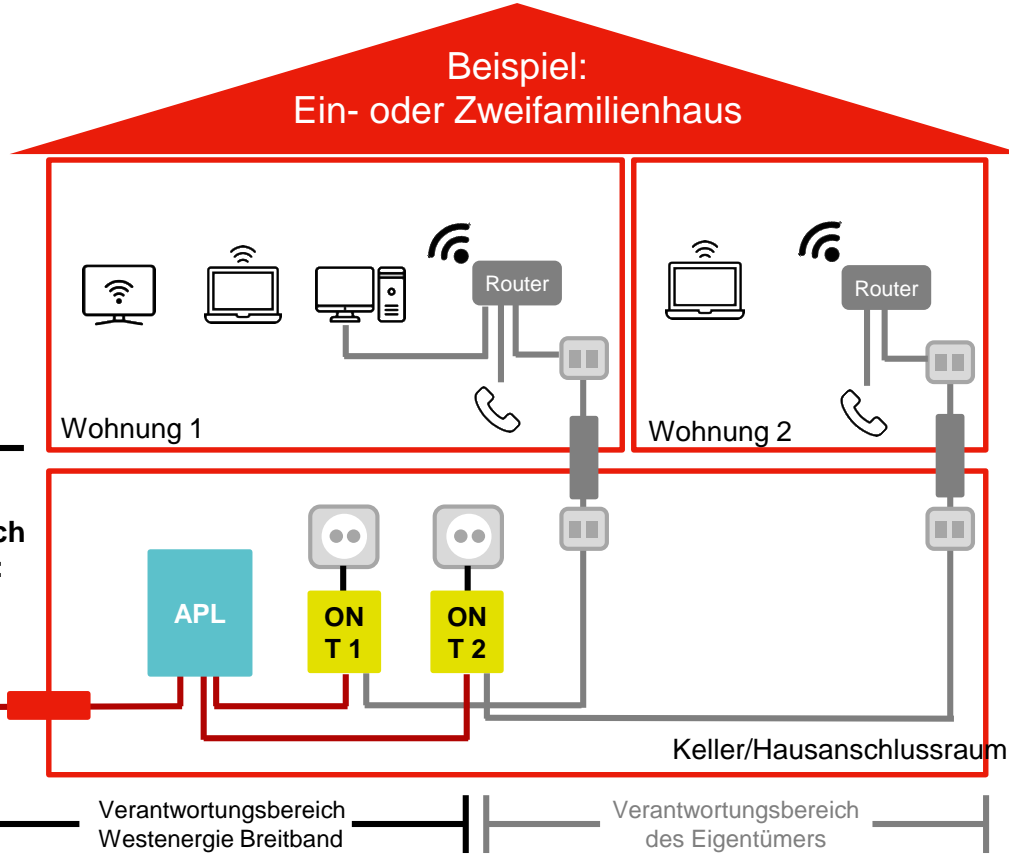 Beispiel:
Ein- oder Zweifamilienhaus
Router
Router
Wohnung 1
Wohnung 2
ch
:
APL
ON
T 1
ON
T 2
Keller/Hausanschlussraum
Verantwortungsbereich
Westenergie Breitband
Verantwortungsbereich
des Eigentümers